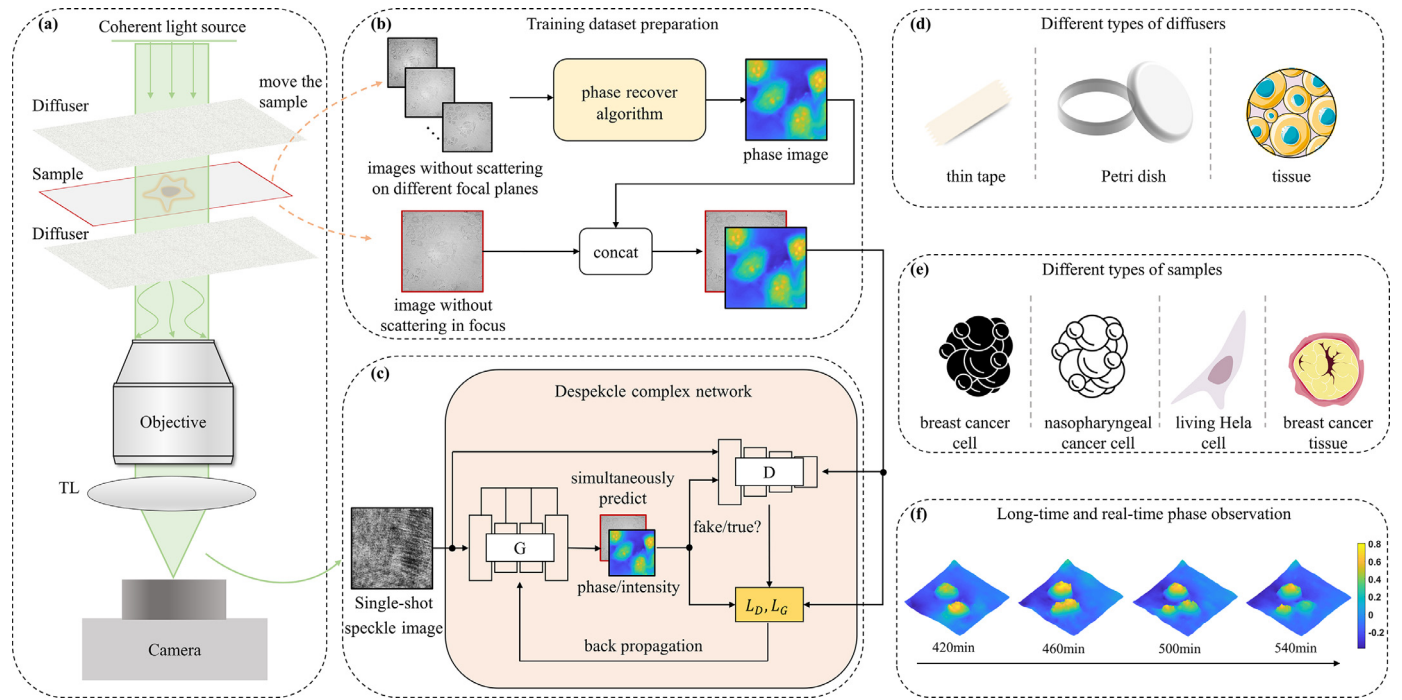 (a)
Coherent light source
move the
sample
Diffuser
Sample
Diffuser
Objective
TL
Camera
(b)
Training dataset preparation
phase recover
algorithm
images without scattering
on different focal planes
phase image
concat
image without
scattering in focus
(c)
Despekcle complex network
D
simultaneously
predict
fake/true?
G
phase/intensity
L_D, L_G
Single-shot
speckle image
back propagation
(d)
Different types of diffusers
thin tape
Petri dish
tissue
(e)
Different types of samples
breast cancer
cell
nasopharyngeal
cancer cell
living Hela
cell
breast cancer
tissue
(f)
Long-time and real-time phase observation
0.8
0.6
0.4
0.2
0
-0.2
420min
460min
500min
540min